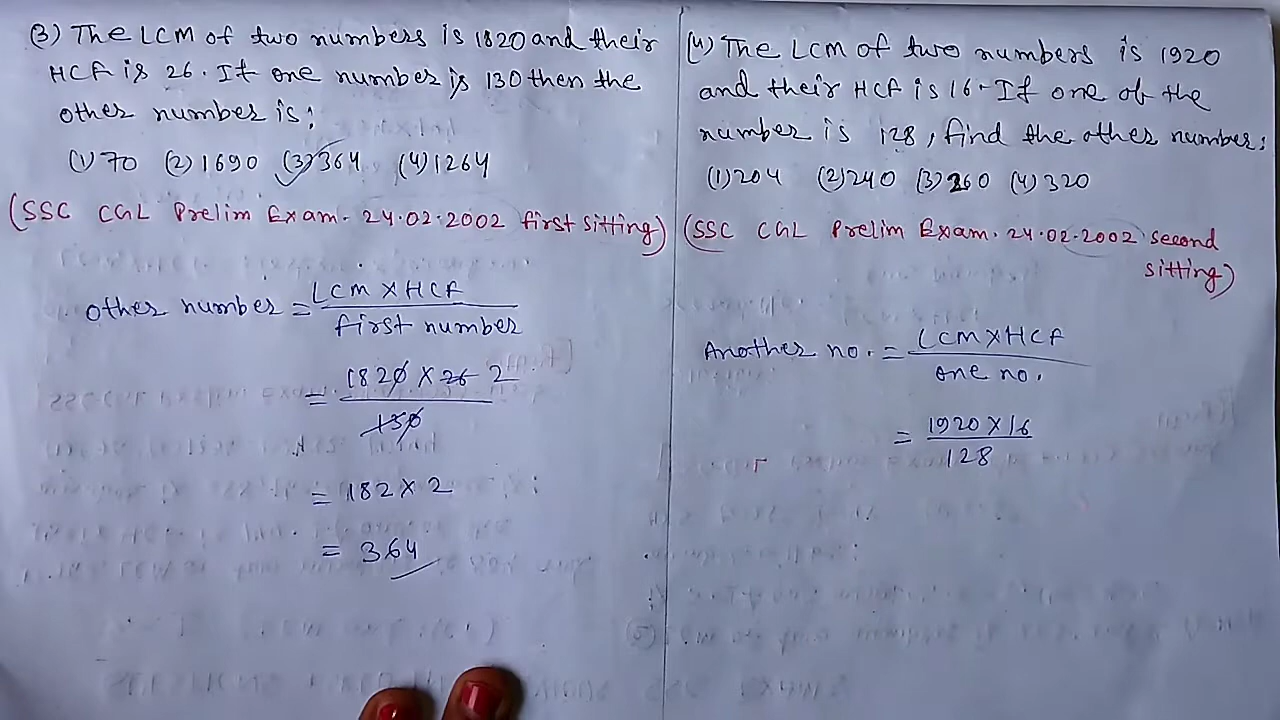 (3) The LCM of two numbers is 1820 and their
HCF is 26. If one number is 130 then the
other number is:
(1) 70 (2) 1690 (3) 364 (4) 1264
(SSC CGL Prelim Exam. 24.02.2002 first sitting)
other number = LCM X HCF
first number
= 1820 X 26 2
130
= 182 X 2
= 364
(4) The LCM of two numbers is 1920
and their HCF is 16. If one of the
number is 128, find the other number:
(1) 204 (2) 240 (3) 260 (4) 320
(SSC CGL Prelim Exam. 24.02.2002 second
sitting)
Another no. = LCM X HCF
one no.
= 1920 X 16
128